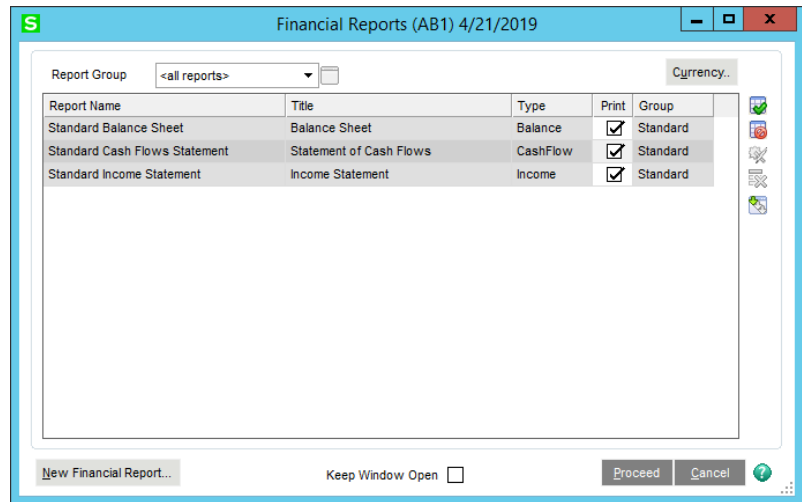 S Financial Reports (AB1) 4/21/2019
Report Group <all reports> Currency..
Report Name Title Type Print Group
Standard Balance Sheet Balance Sheet Balance Standard
Standard Cash Flows Statement Statement of Cash Flows CashFlow Standard
Standard Income Statement Income Statement Income Standard
New Financial Report... Keep Window Open Proceed Cancel ?